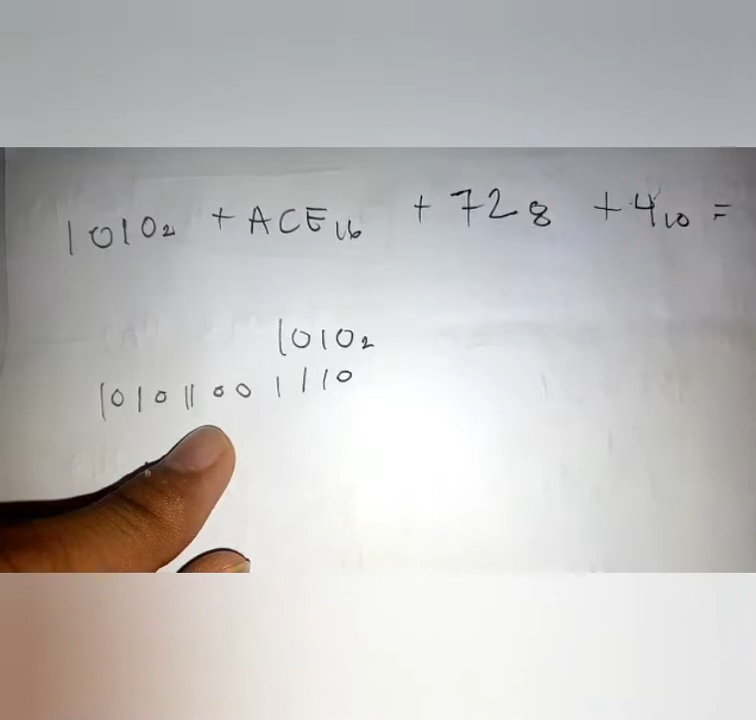 1010₂ + ACE₁₆ + 72₈ + 4₁₀ =
1010₂
101011001110